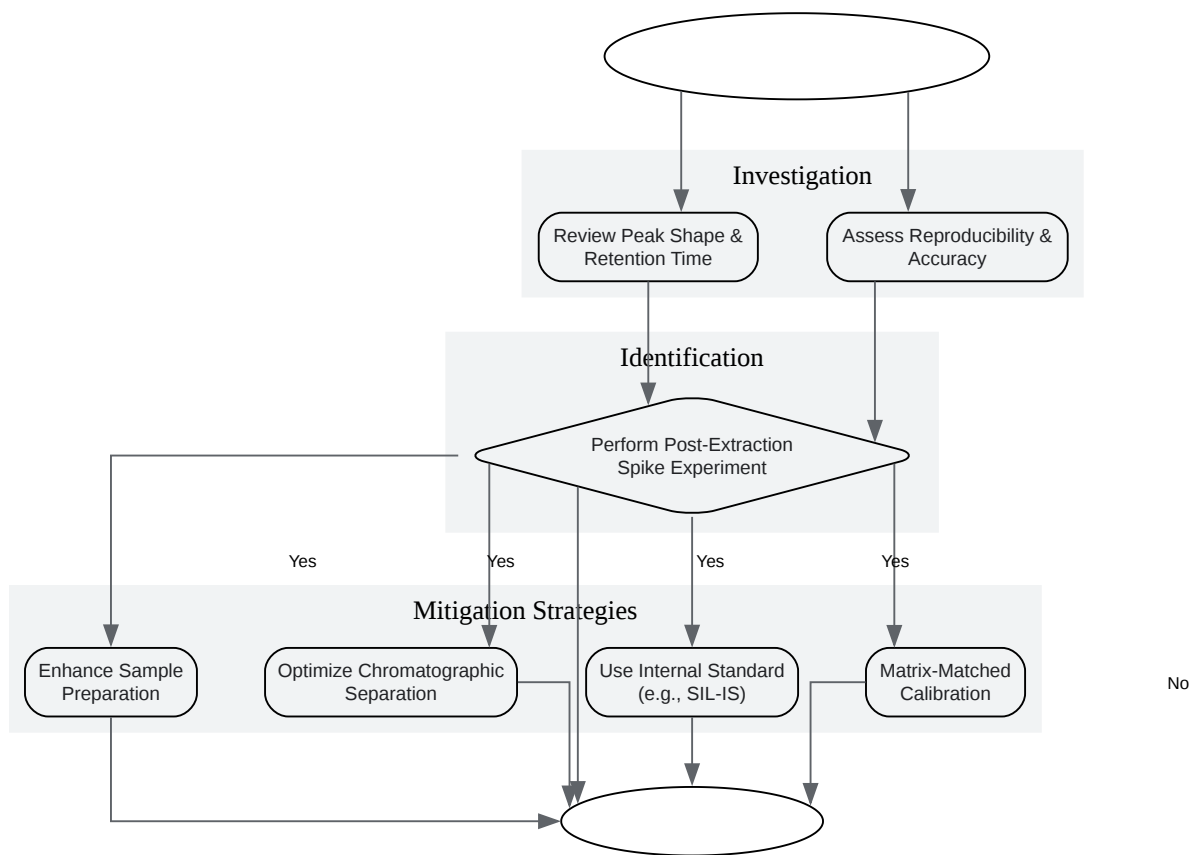 Investigation
Review Peak Shape &
Retention Time
Assess Reproducibility &
Accuracy
Identification
Perform Post-Extraction
Spike Experiment
Yes
Yes
Yes
Yes
Mitigation Strategies
Enhance Sample
Preparation
Optimize Chromatographic
Separation
Use Internal Standard
(e.g., SIL-IS)
Matrix-Matched
Calibration
No